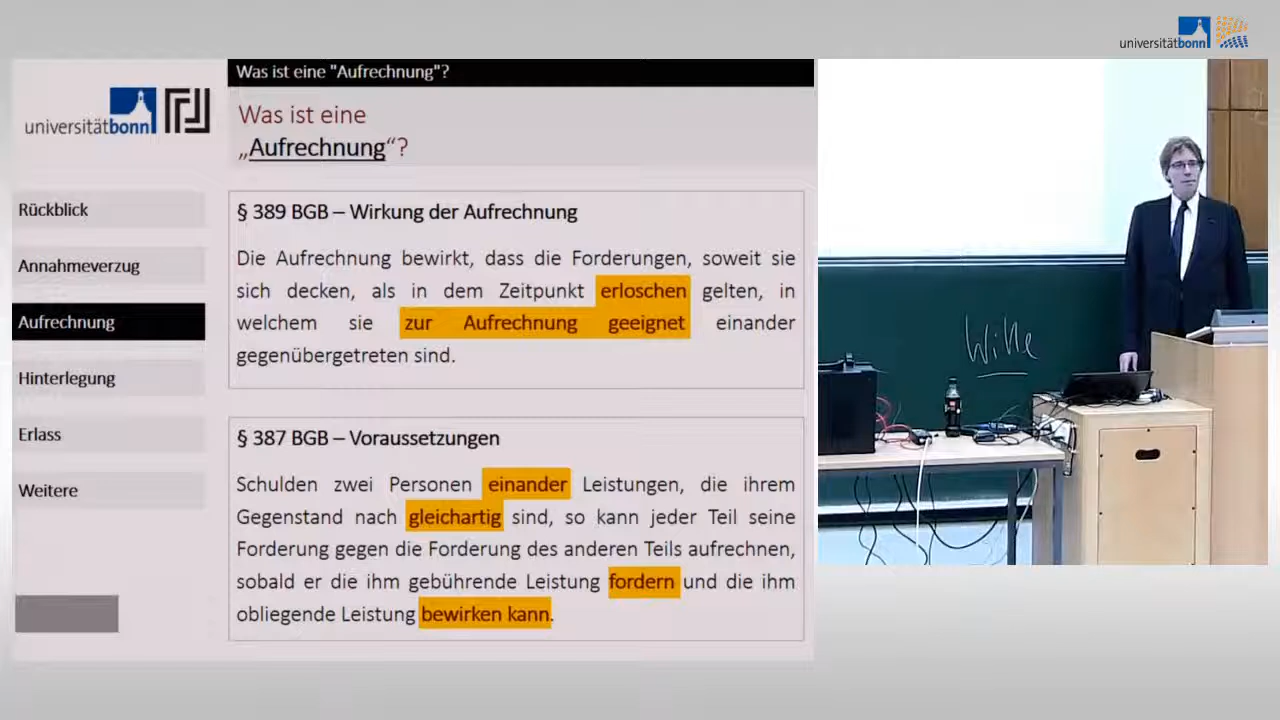 universitätbonn
Was ist eine "Aufrechnung"?
universitätbonn
Was ist eine
„Aufrechnung“?
Rückblick
Annahmeverzug
Aufrechnung
Hinterlegung
Erlass
Weitere
§ 389 BGB – Wirkung der Aufrechnung
Die Aufrechnung bewirkt, dass die Forderungen, soweit sie
sich decken, als in dem Zeitpunkt erloschen gelten, in
welchem sie zur Aufrechnung geeignet einander
gegenübergetreten sind.
§ 387 BGB – Voraussetzungen
Schulden zwei Personen einander Leistungen, die ihrem
Gegenstand nach gleichartig sind, so kann jeder Teil seine
Forderung gegen die Forderung des anderen Teils aufrechnen,
sobald er die ihm gebührende Leistung fordern und die ihm
obliegende Leistung bewirken kann.